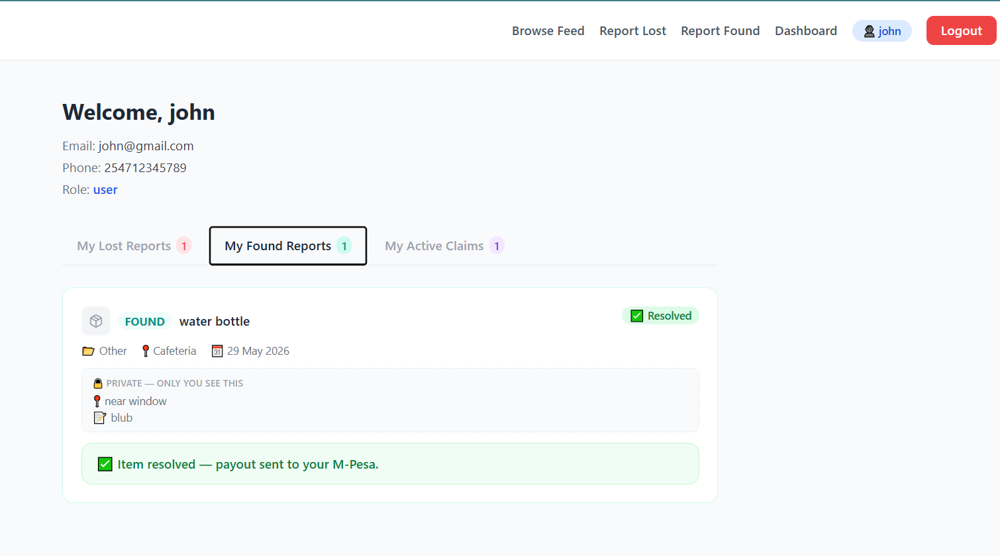 Browse Feed Report Lost Report Found Dashboard john Logout
Welcome, john
Email: john@gmail.com
Phone: 254712345789
Role: user
My Lost Reports 1 My Found Reports 1 My Active Claims 1
FOUND water bottle Resolved
Other Cafeteria 31 29 May 2026
PRIVATE — ONLY YOU SEE THIS
near window
blub
Item resolved — payout sent to your M-Pesa.